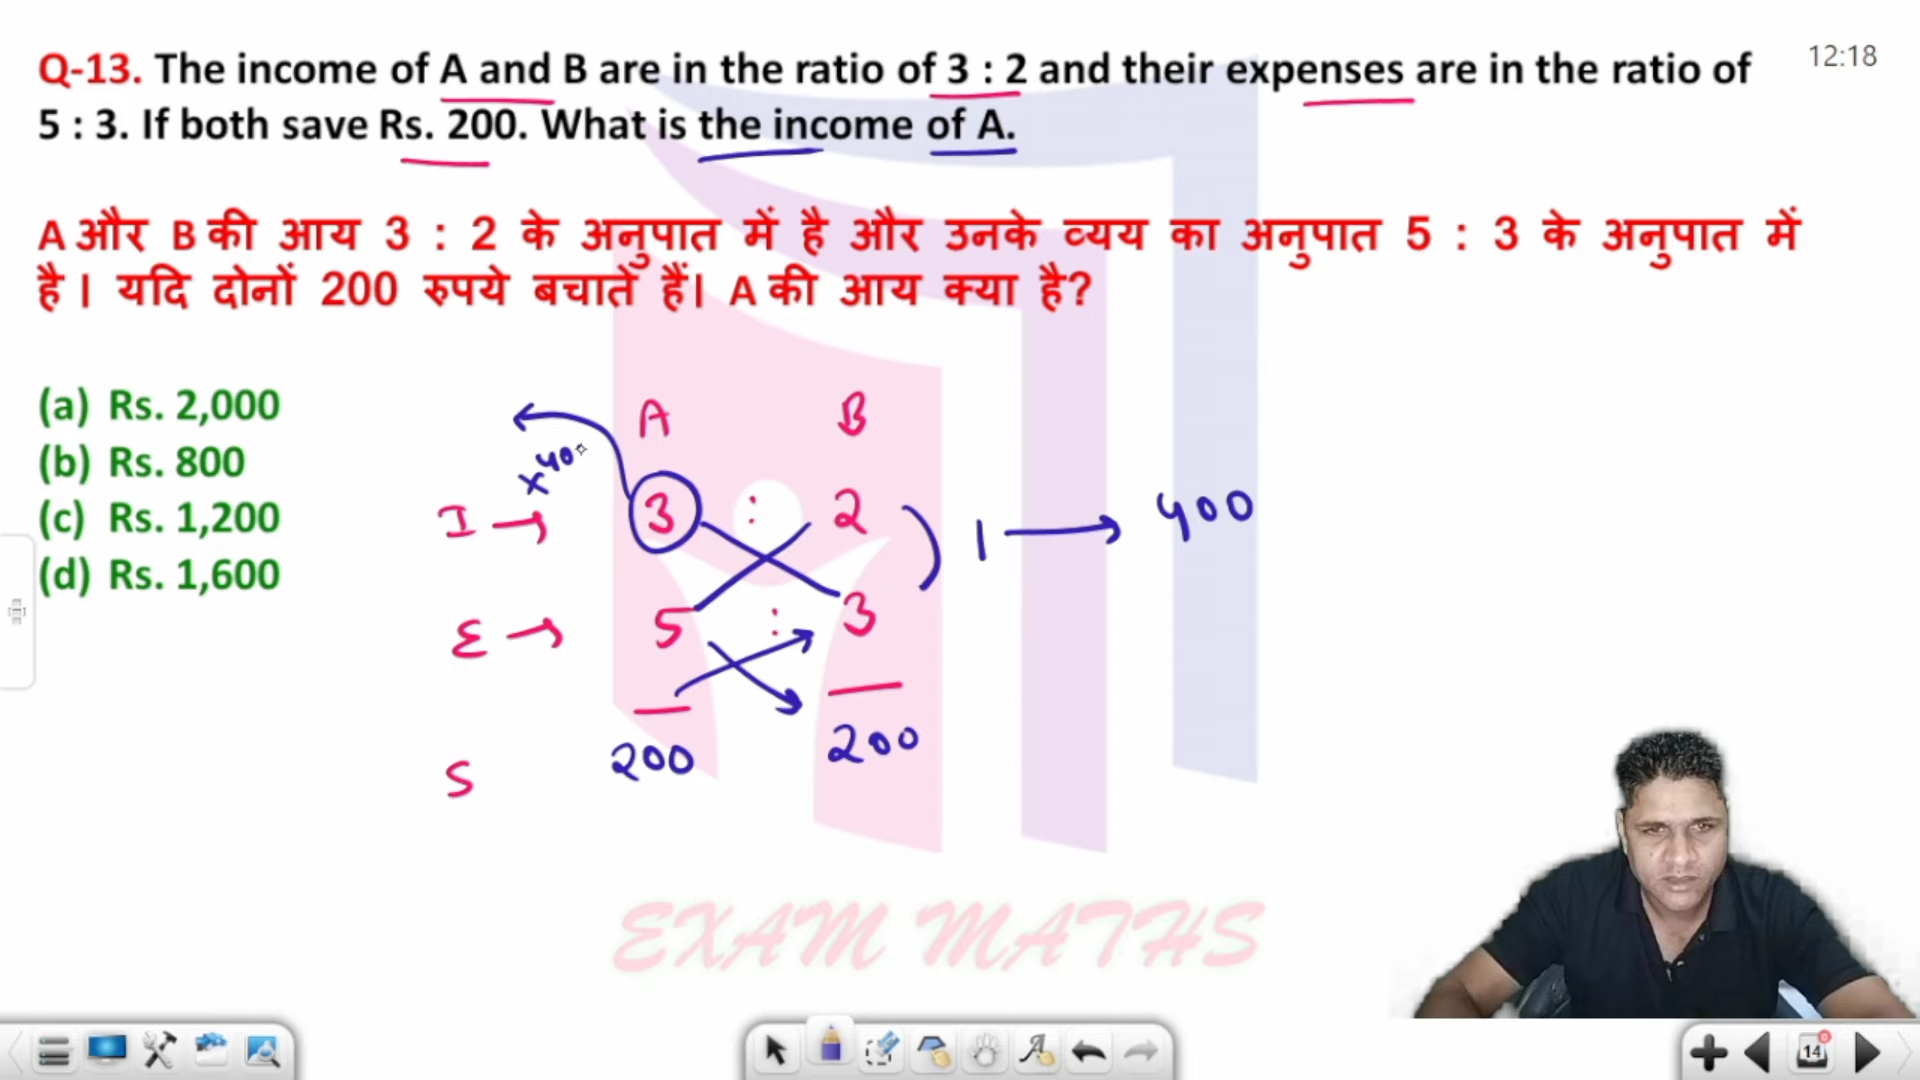 Q-13. The income of A and B are in the ratio of 3 : 2 and their expenses are in the ratio of
5 : 3. If both save Rs. 200. What is the income of A.
12:18
A और B की आय 3 : 2 के अनुपात में है और उनके व्यय का अनुपात 5 : 3 के अनुपात में
है। यदि दोनों 200 रुपये बचाते हैं। A की आय क्या है?
(a) Rs. 2,000
(b) Rs. 800
(c) Rs. 1,200
(d) Rs. 1,600
A B
×40
I → 3 : 2 1 → 400
E → 5 : 3
S 200 200
EXAM MATHS
14